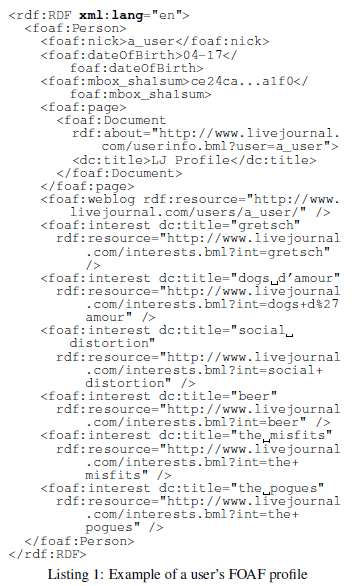 <rdf:RDF xml:lang="en">
<foaf:Person>
<foaf:nick>a_user</foaf:nick>
<foaf:dateOfBirth>04-17</
foaf:dateOfBirth>
<foaf:mbox_sha1sum>ce24ca...a1f0</
foaf:mbox_sha1sum>
<foaf:page>
<foaf:Document
rdf:about="http://www.livejournal.
com/userinfo.bml?user=a_user">
<dc:title>LJ Profile</dc:title>
</foaf:Document>
</foaf:page>
<foaf:weblog rdf:resource="http://www.
livejournal.com/users/a_user/" />
<foaf:interest dc:title="gretsch"
rdf:resource="http://www.livejournal
.com/interests.bml?int=gretsch"
/>
<foaf:interest dc:title="dogs␣d'amour"
rdf:resource="http://www.livejournal
.com/interests.bml?int=dogs+d%27
amour" />
<foaf:interest dc:title="social␣
distortion"
rdf:resource="http://www.livejournal
.com/interests.bml?int=social+
distortion" />
<foaf:interest dc:title="beer"
rdf:resource="http://www.livejournal
.com/interests.bml?int=beer" />
<foaf:interest dc:title="the␣misfits"
rdf:resource="http://www.livejournal
.com/interests.bml?int=the+
misfits" />
<foaf:interest dc:title="the␣pogues"
rdf:resource="http://www.livejournal
.com/interests.bml?int=the+
pogues" />
</foaf:Person>
</rdf:RDF>
Listing 1: Example of a user's FOAF profile